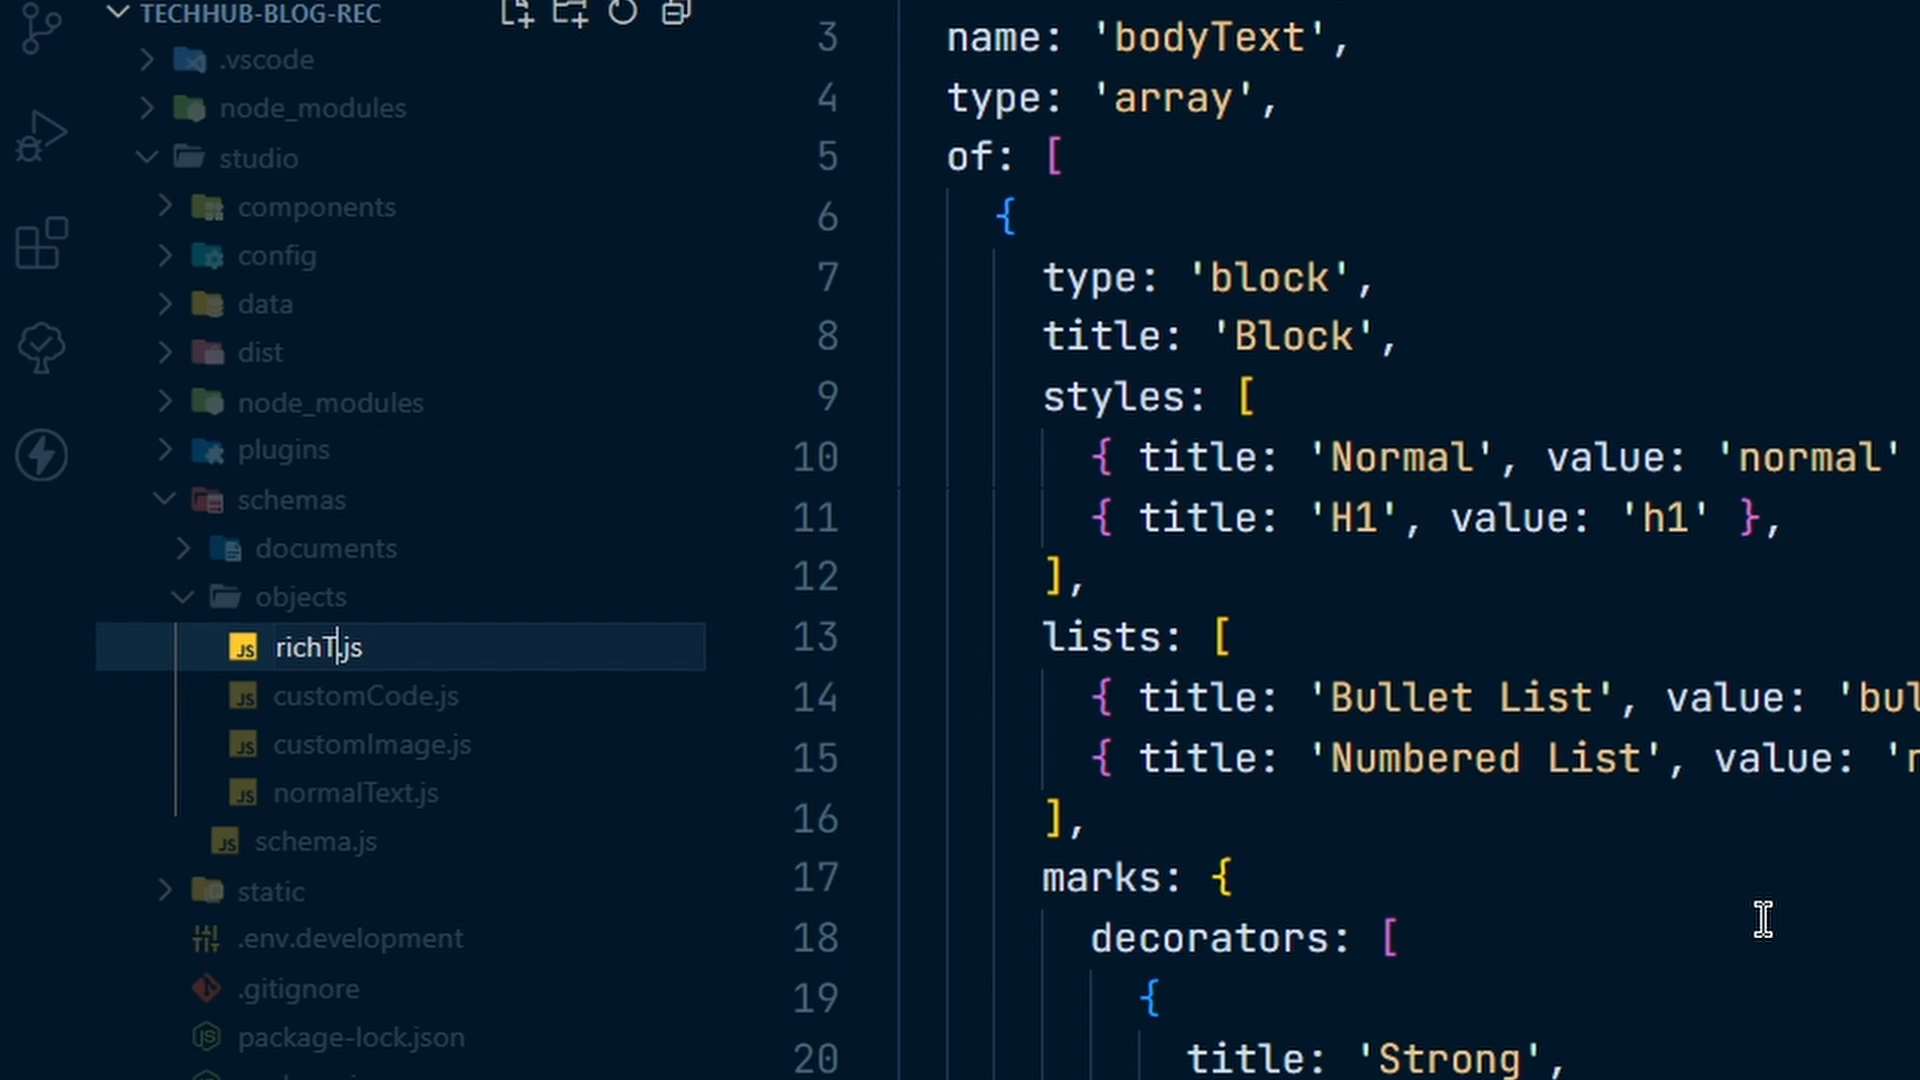 TECHHUB-BLOG-REC
.vscode
node_modules
studio
components
config
data
dist
node_modules
plugins
schemas
documents
objects
richT.js
customCode.js
customImage.js
normalText.js
schema.js
static
.env.development
.gitignore
package-lock.json
3 name: 'bodyText',
4 type: 'array',
5 of: [
6 {
7 type: 'block',
8 title: 'Block',
9 styles: [
10 { title: 'Normal', value: 'normal'
11 { title: 'H1', value: 'h1' },
12 ],
13 lists: [
14 { title: 'Bullet List', value: 'bul
15 { title: 'Numbered List', value: '
16 ],
17 marks: {
18 decorators: [
19 {
20 title: 'Strong',